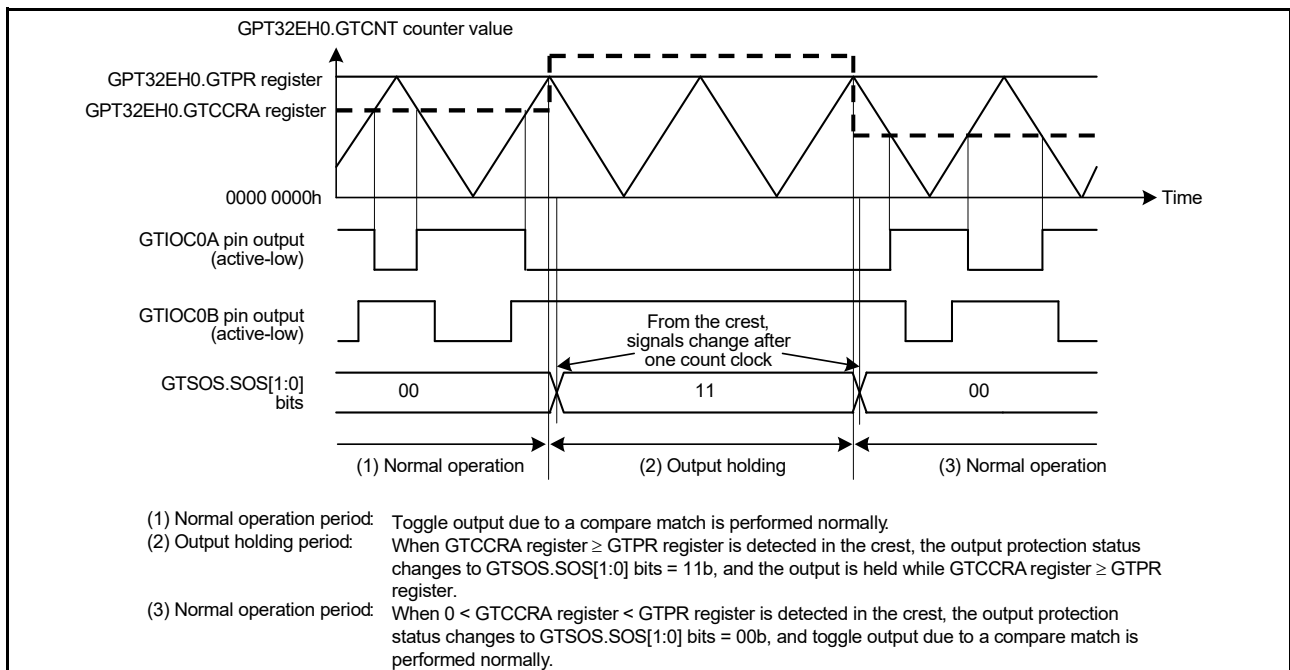 GPT32EH0.GTCNT counter value
GPT32EH0.GTPR register
GPT32EH0.GTCCRA register
0000 0000h
Time
GTIOC0A pin output
(active-low)
GTIOC0B pin output
(active-low)
From the crest,
signals change after
one count clock
GTSOS.SOS[1:0]
bits
00
11
00
(1) Normal operation
(2) Output holding
(3) Normal operation
(1) Normal operation period: Toggle output due to a compare match is performed normally.
(2) Output holding period: When GTCCRA register ≥ GTPR register is detected in the crest, the output protection status
changes to GTSOS.SOS[1:0] bits = 11b, and the output is held while GTCCRA register ≥ GTPR
register.
(3) Normal operation period: When 0 < GTCCRA register < GTPR register is detected in the crest, the output protection
status changes to GTSOS.SOS[1:0] bits = 00b, and toggle output due to a compare match is
performed normally.